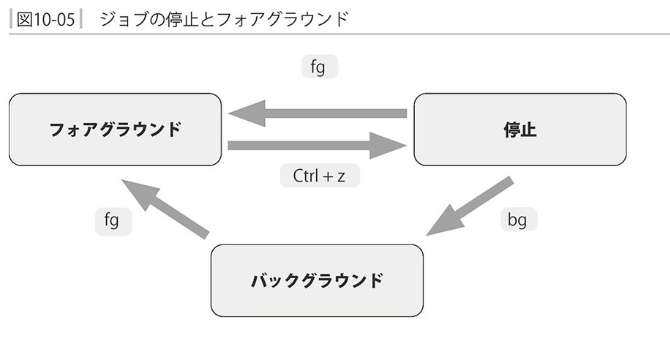 図10-05 ジョブの停止とフォアグラウンド
fg
フォアグラウンド
停止
Ctrl + z
fg
bg
バックグラウンド